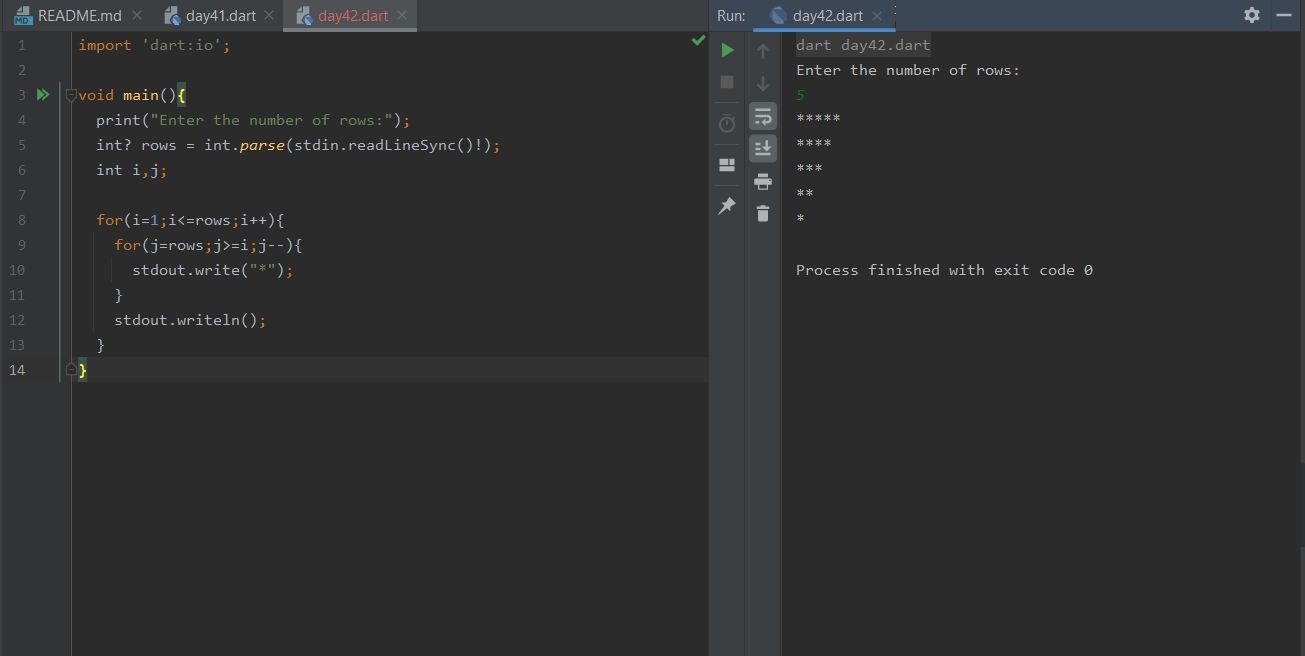 README.md day41.dart day42.dart
1 import 'dart:io';
2
3 void main(){
4   print("Enter the number of rows:");
5   int? rows = int.parse(stdin.readLineSync()!);
6   int i,j;
7
8   for(i=1;i<=rows;i++){
9     for(j=rows;j>=i;j--){
10       stdout.write("*");
11     }
12     stdout.writeln();
13   }
14 }
Run: day42.dart
dart day42.dart
Enter the number of rows:
5
*****
****
***
**
*
Process finished with exit code 0